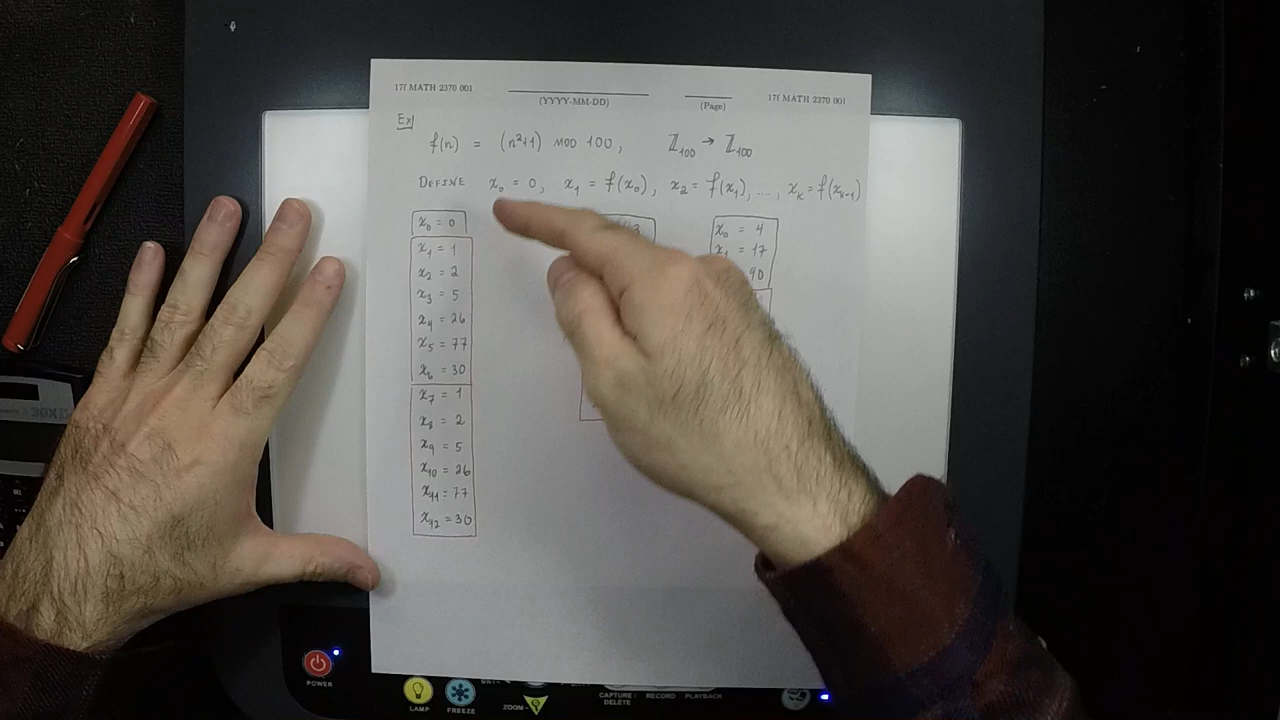 17f MATH 2370 001
(YYYY-MM-DD)
(Page)
17f MATH 2370 001
Ex|
f(n) = (n²+1) MOD 100, ℤ₁₀₀ → ℤ₁₀₀
DEFINE x₀ = 0, x₁ = f(x₀), x₂ = f(x₁), ..., xₖ = f(xₖ₋₁)
x₀ = 0
x₁ = 1
x₂ = 2
x₃ = 5
x₄ = 26
x₅ = 77
x₆ = 30
x₇ = 1
x₈ = 2
x₉ = 5
x₁₀ = 26
x₁₁ = 77
x₁₂ = 30
3
x₀ = 4
x₁ = 17
90
30X
POWER
LAMP
FREEZE
ZOOM
CAPTURE / DELETE
RECORD
PLAYBACK